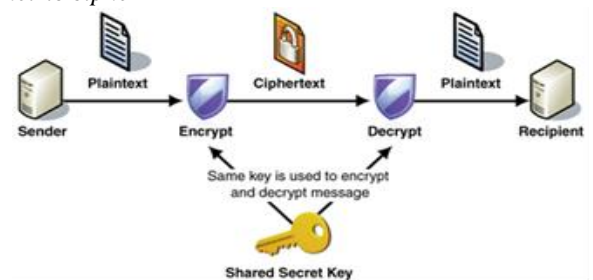 Plaintext Ciphertext Plaintext
Sender Encrypt Decrypt Recipient
Same key is used to encrypt
and decrypt message
Shared Secret Key